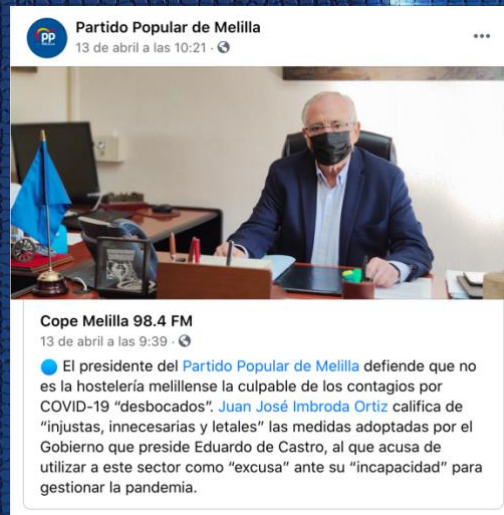 PP
Partido Popular de Melilla
13 de abril a las 10:21 ·
Cope Melilla 98.4 FM
13 de abril a las 9:39 ·
El presidente del Partido Popular de Melilla defiende que no
es la hostelería melillense la culpable de los contagios por
COVID-19 “desbocados”. Juan José Imbroda Ortiz califica de
“injustas, innecesarias y letales” las medidas adoptadas por el
Gobierno que preside Eduardo de Castro, al que acusa de
utilizar a este sector como “excusa” ante su “incapacidad” para
gestionar la pandemia.